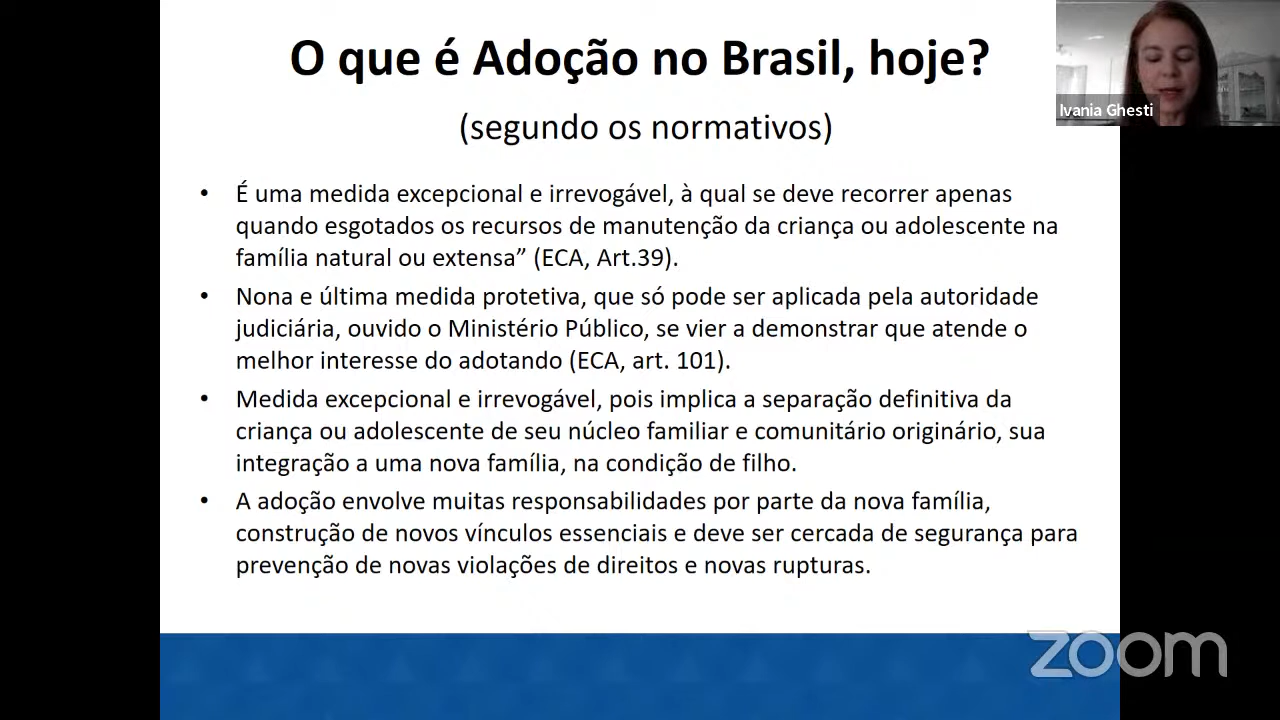 O que é Adoção no Brasil, hoje?
(segundo os normativos)
Ivania Ghesti
• É uma medida excepcional e irrevogável, à qual se deve recorrer apenas
quando esgotados os recursos de manutenção da criança ou adolescente na
família natural ou extensa” (ECA, Art.39).
• Nona e última medida protetiva, que só pode ser aplicada pela autoridade
judiciária, ouvido o Ministério Público, se vier a demonstrar que atende o
melhor interesse do adotando (ECA, art. 101).
• Medida excepcional e irrevogável, pois implica a separação definitiva da
criança ou adolescente de seu núcleo familiar e comunitário originário, sua
integração a uma nova família, na condição de filho.
• A adoção envolve muitas responsabilidades por parte da nova família,
construção de novos vínculos essenciais e deve ser cercada de segurança para
prevenção de novas violações de direitos e novas rupturas.
zoom